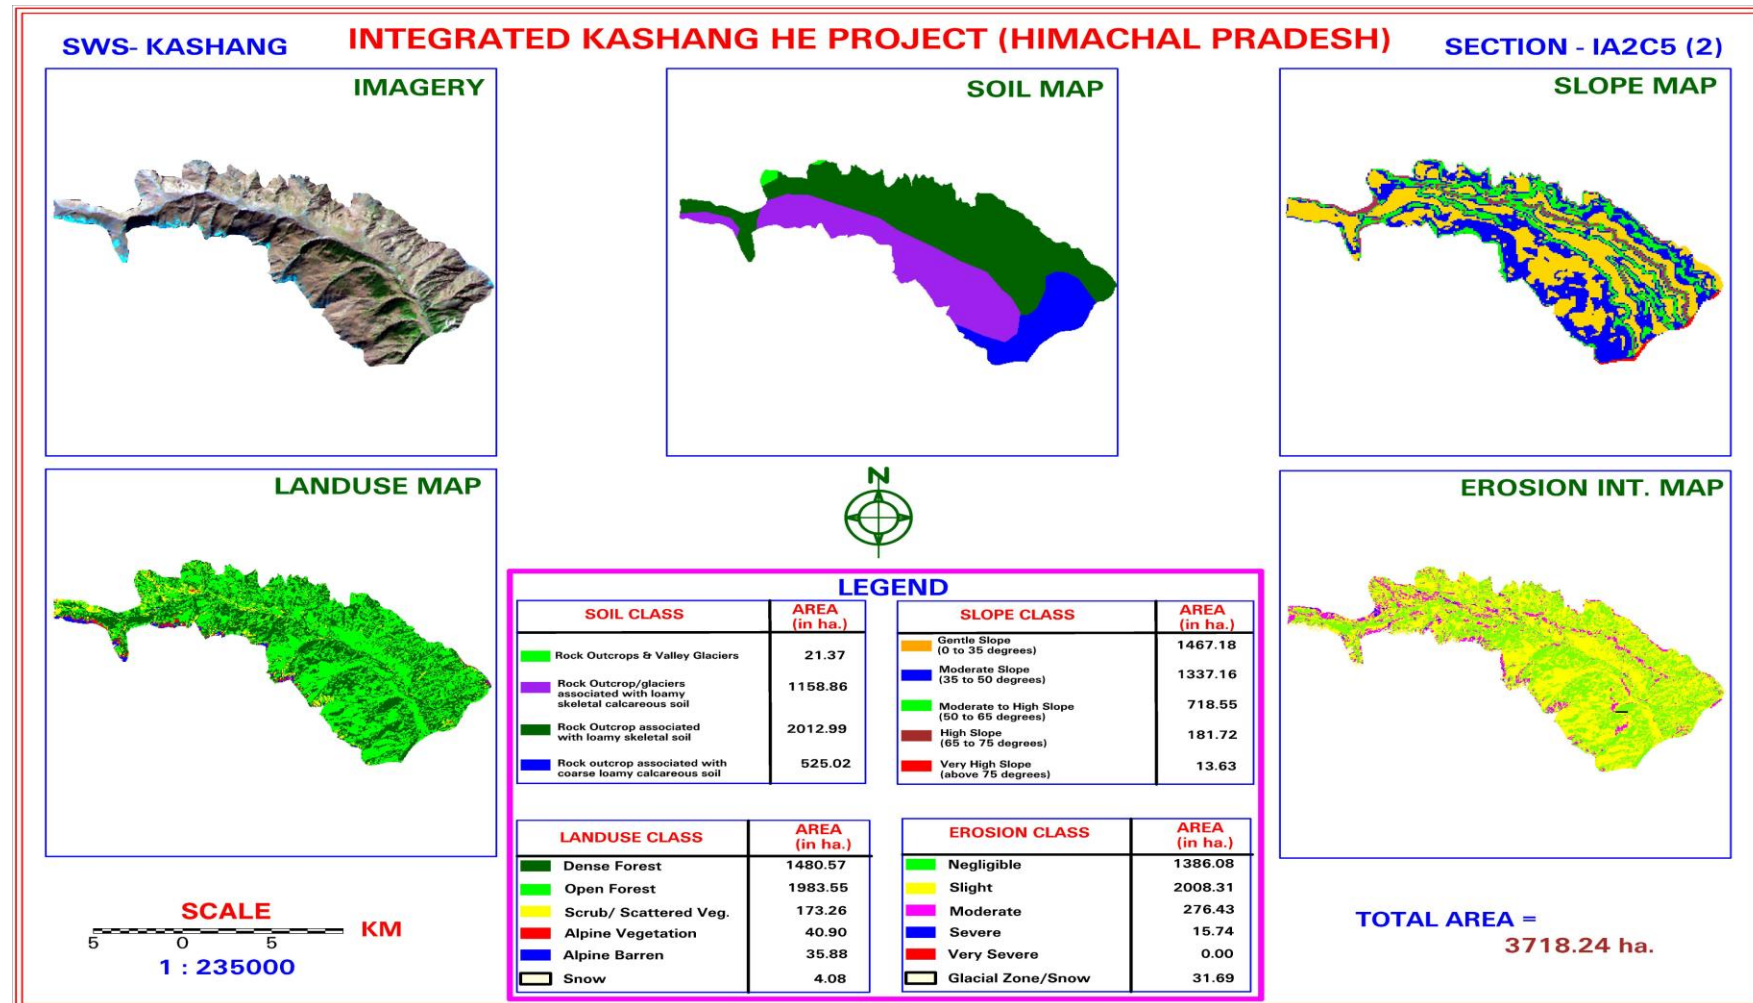 SWS- KASHANG
INTEGRATED KASHANG HE PROJECT (HIMACHAL PRADESH)
SECTION - IA2C5 (2)
IMAGERY
SOIL MAP
SLOPE MAP
LANDUSE MAP
N
EROSION INT. MAP
LEGEND
SOIL CLASS AREA
(in ha.)
Rock Outcrops & Valley Glaciers 21.37
Rock Outcrop/glaciers
associated with loamy 1158.86
skeletal calcareous soil
Rock Outcrop associated 2012.99
with loamy skeletal soil
Rock outcrop associated with 525.02
coarse loamy calcareous soil
SLOPE CLASS AREA
(in ha.)
Gentle Slope 1467.18
(0 to 35 degrees)
Moderate Slope 1337.16
(35 to 50 degrees)
Moderate to High Slope 718.55
(50 to 65 degrees)
High Slope 181.72
(65 to 75 degrees)
Very High Slope 13.63
(above 75 degrees)
LANDUSE CLASS AREA
(in ha.)
Dense Forest 1480.57
Open Forest 1983.55
Scrub/ Scattered Veg. 173.26
Alpine Vegetation 40.90
Alpine Barren 35.88
Snow 4.08
EROSION CLASS AREA
(in ha.)
Negligible 1386.08
Slight 2008.31
Moderate 276.43
Severe 15.74
Very Severe 0.00
Glacial Zone/Snow 31.69
SCALE
KM
5 0 5
1 : 235000
TOTAL AREA =
3718.24 ha.